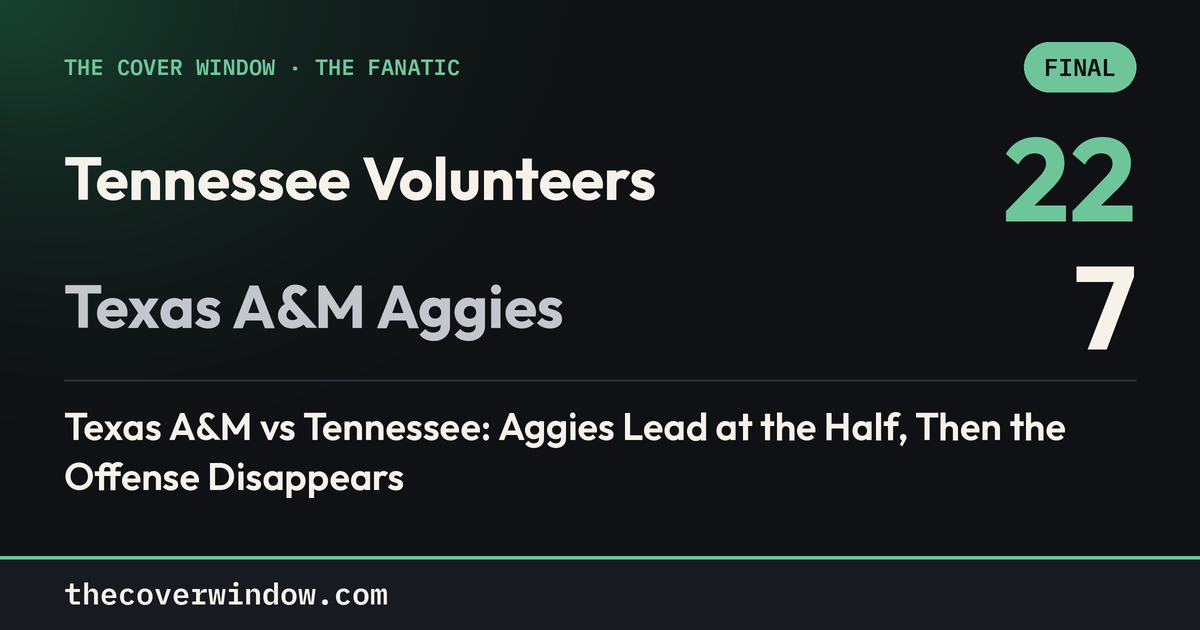 THE COVER WINDOW · THE FANATIC
FINAL
Tennessee Volunteers
22
Texas A&M Aggies
7
Texas A&M vs Tennessee: Aggies Lead at the Half, Then the
Offense Disappears
thecoverwindow.com